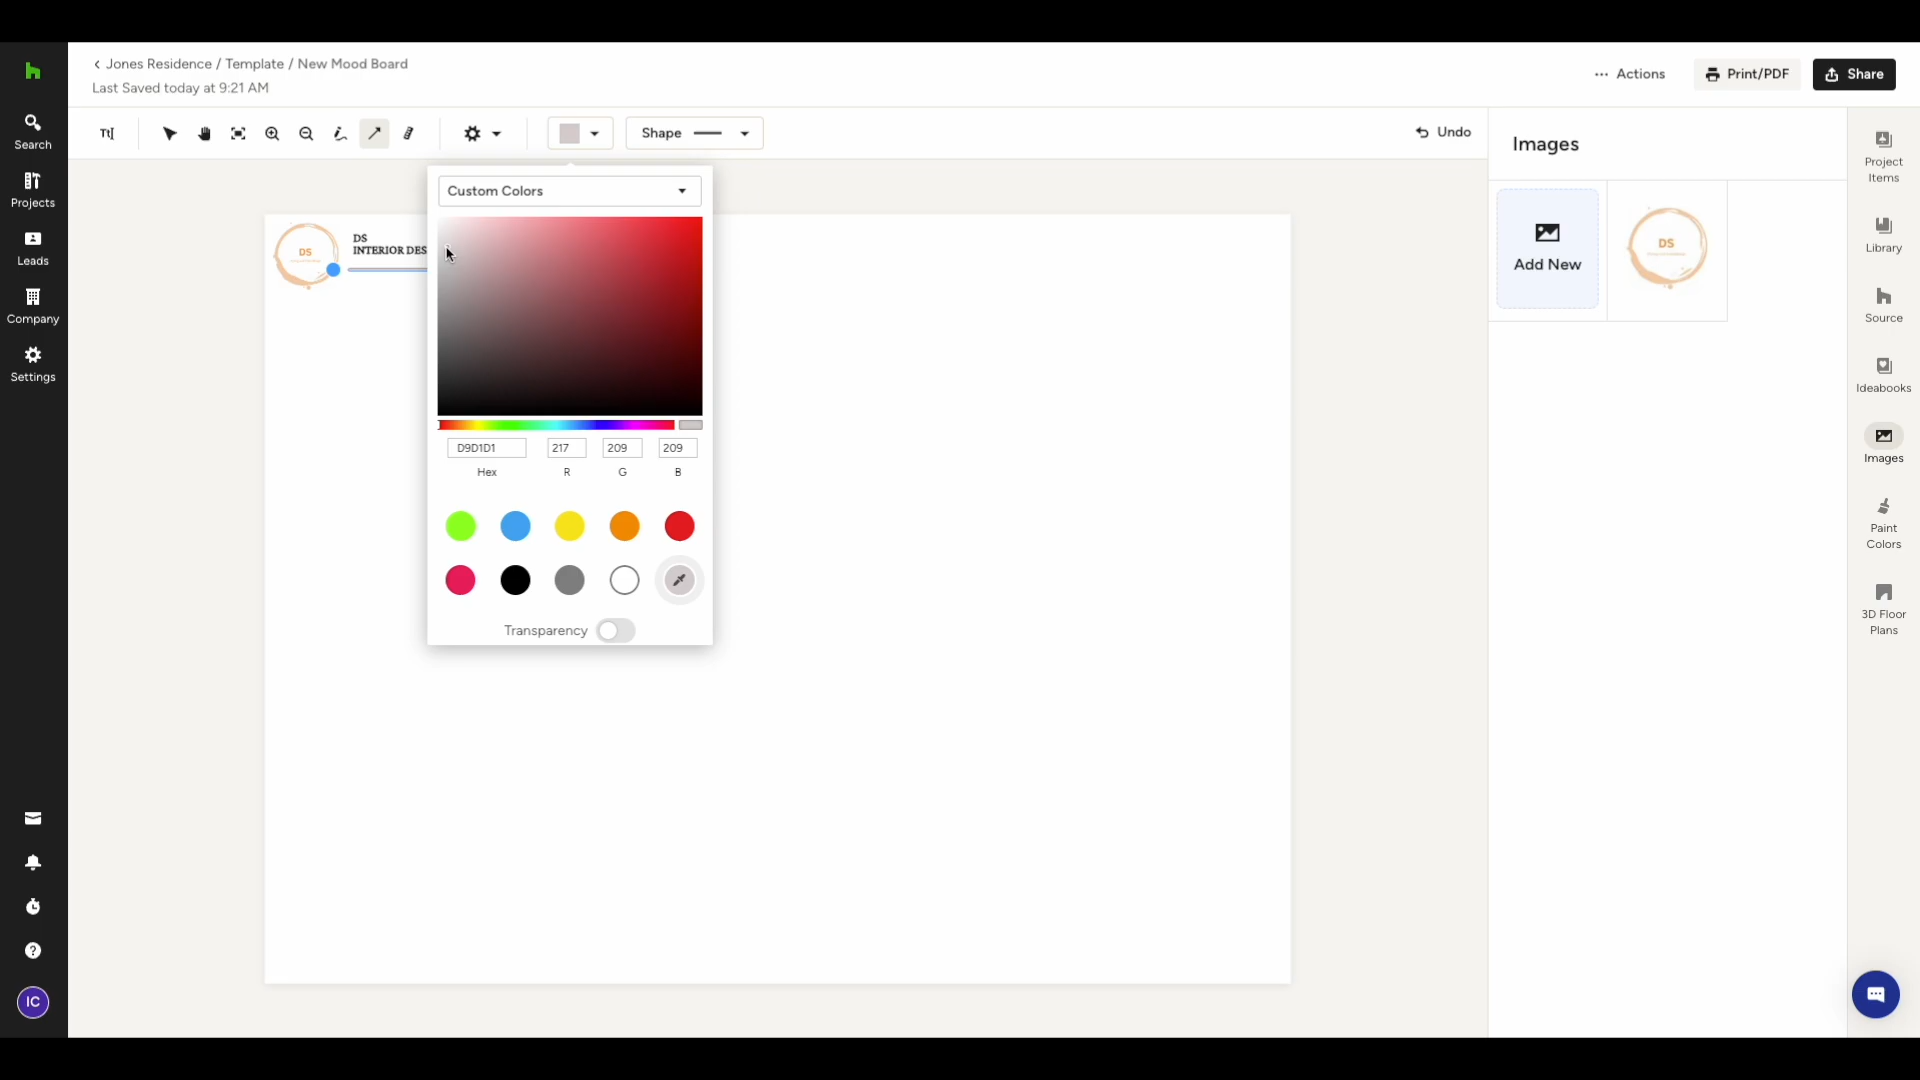 Jones Residence / Template / New Mood Board
Last Saved today at 9:21 AM
Actions
Print/PDF
Share
Search
Projects
Leads
Company
Settings
IC
TtI
Shape
Undo
Custom Colors
D9D1D1
217
209
209
Hex
R
G
B
Transparency
DS
DS
INTERIOR DES
Images
Add New
DS
Project
Items
Library
Source
Ideabooks
Images
Paint
Colors
3D Floor
Plans